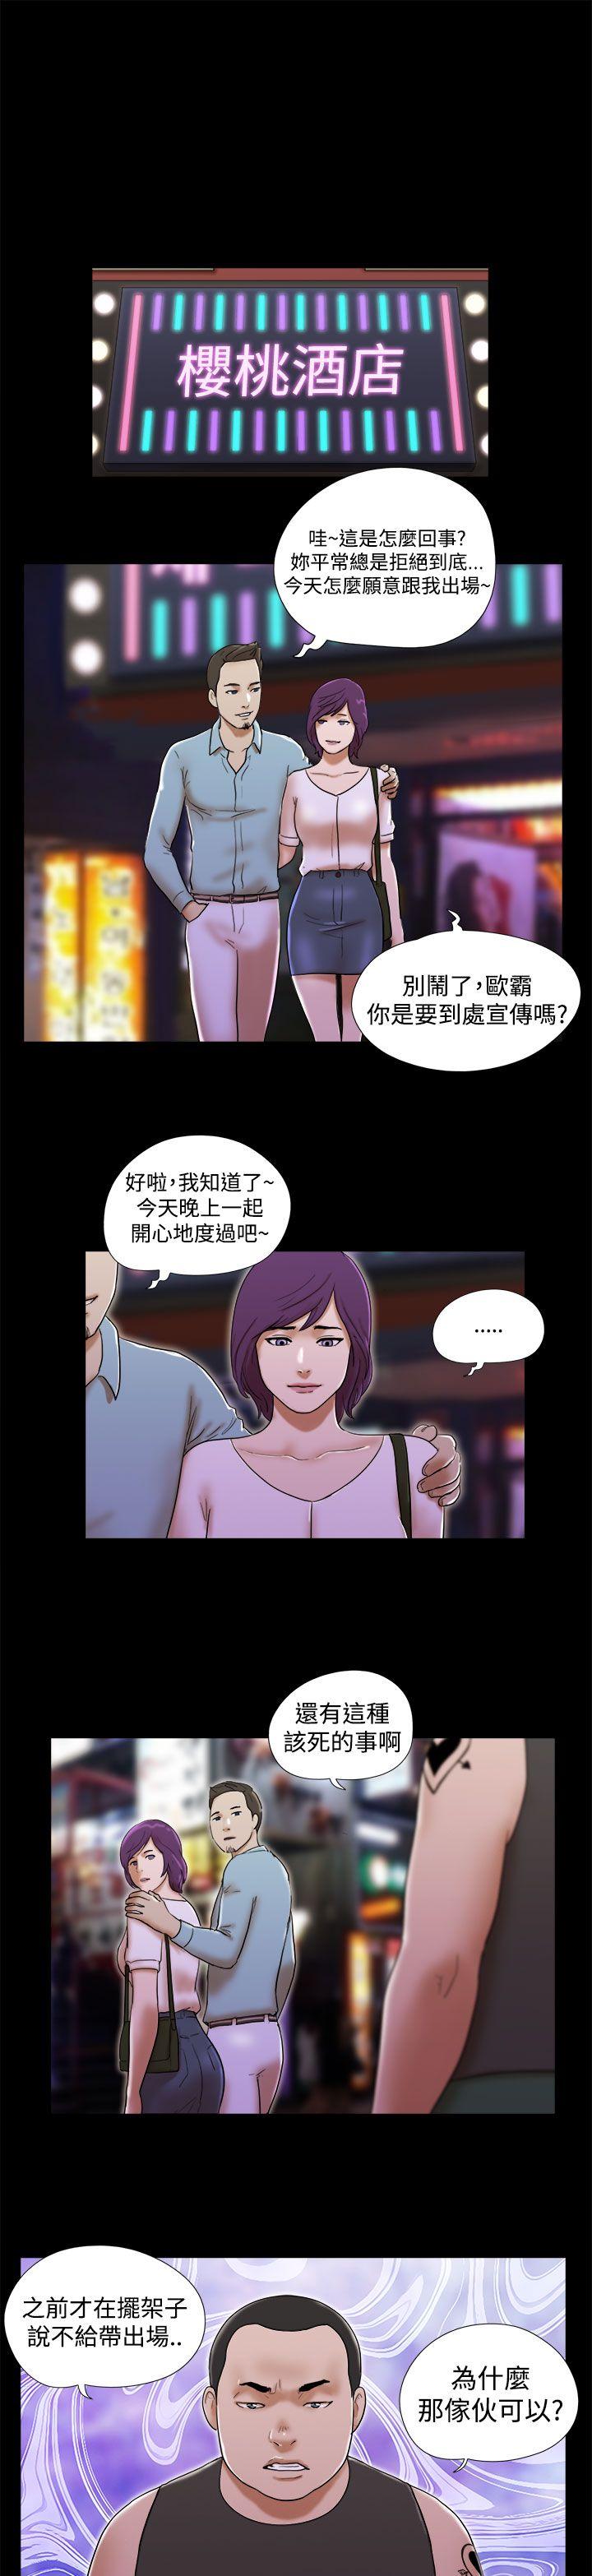 櫻桃酒店
哇~這是怎麼回事?
妳平常總是拒絕到底...
今天怎麼願意跟我出場~
別鬧了,歐霸
你是要到處宣傳嗎?
好啦,我知道了~
今天晚上一起
開心地度過吧~
.....
還有這種
該死的事啊
之前才在擺架子
說不給帶出場..
為什麼
那傢伙可以?